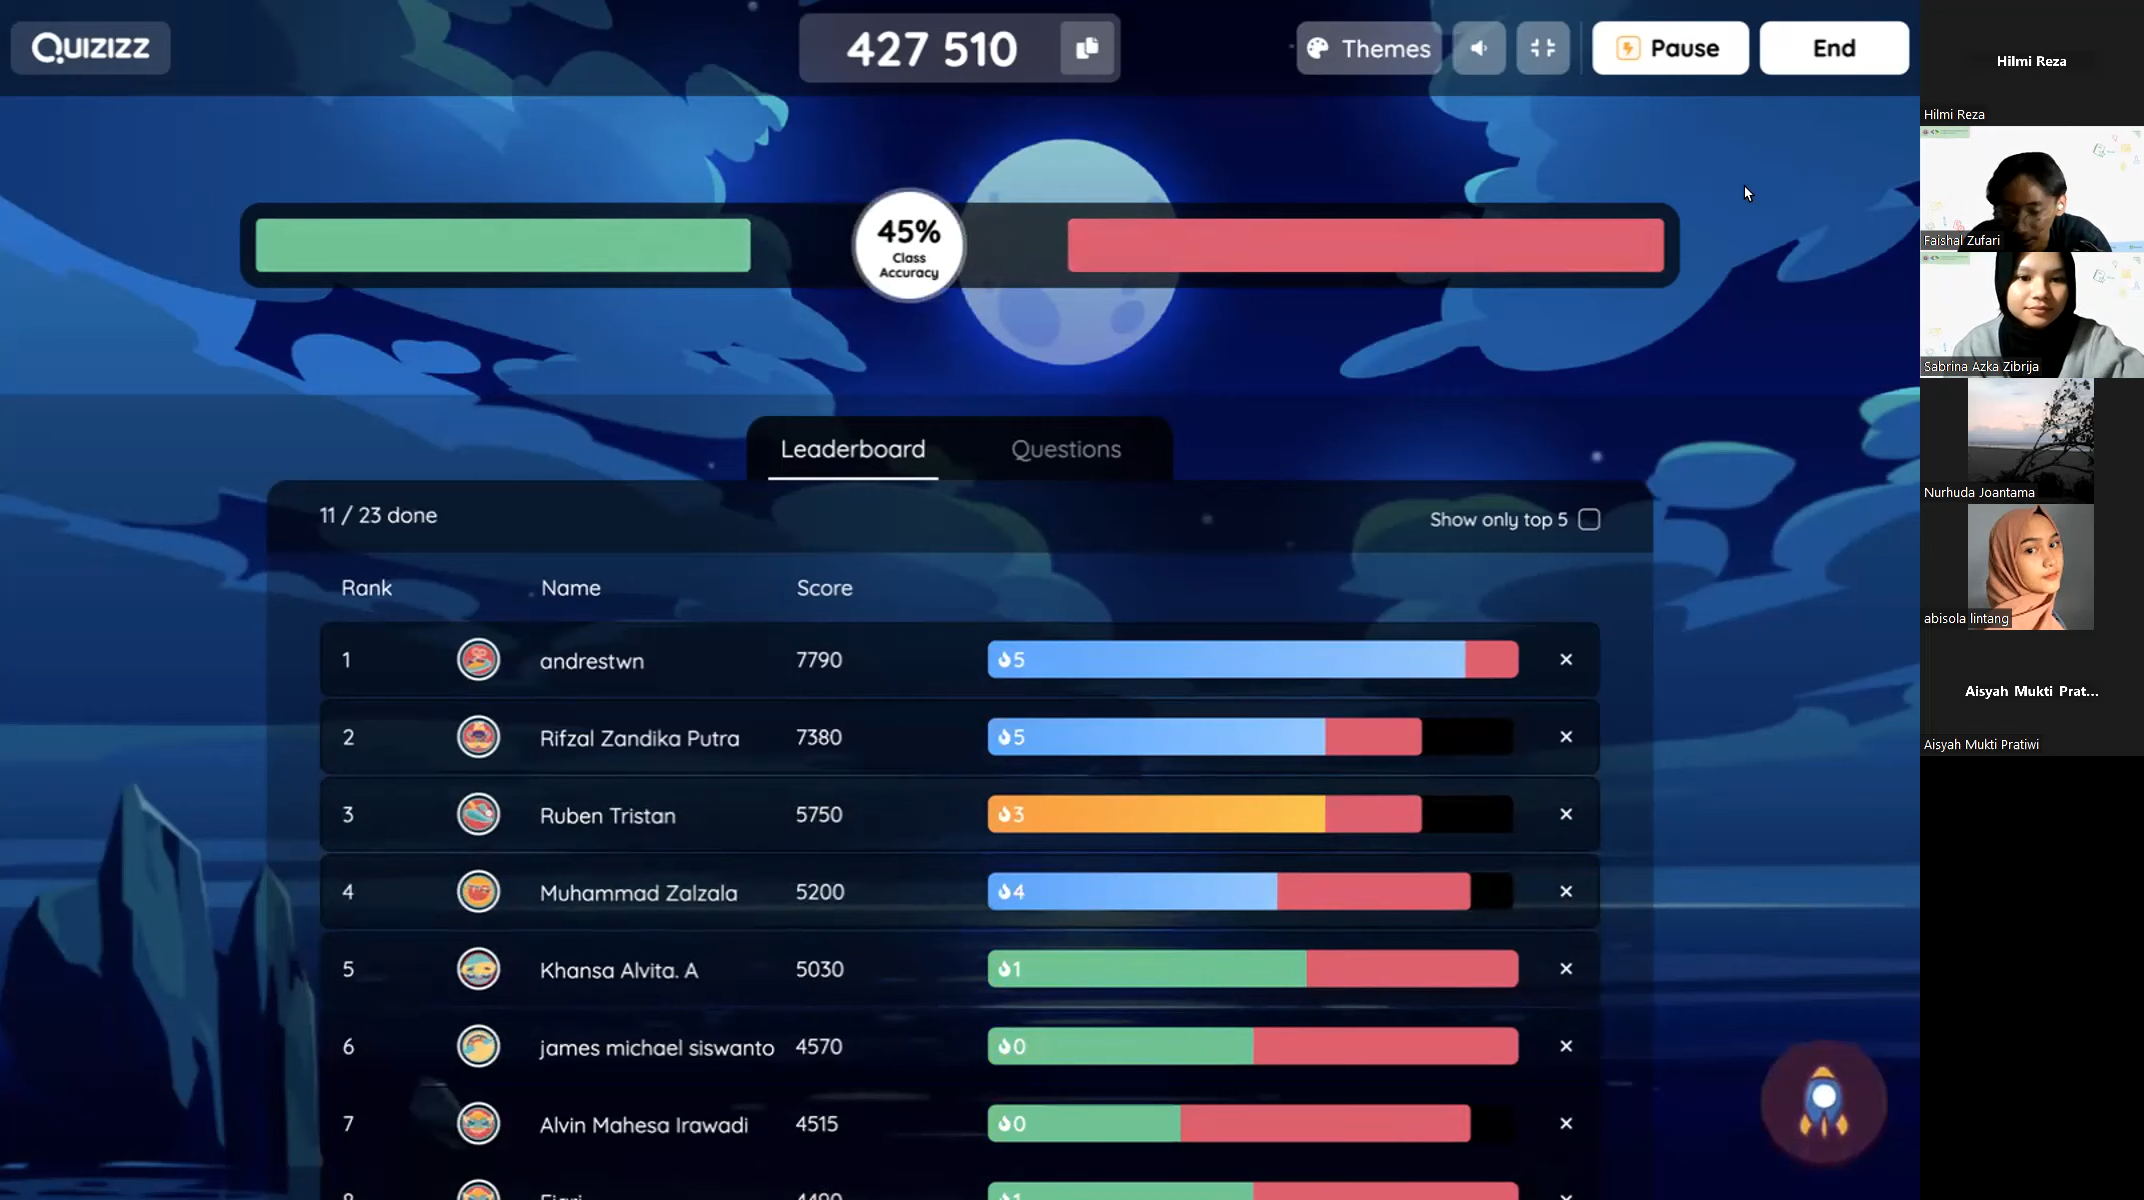 QUIZIZZ
427 510
Themes
Pause
End
45%
Class
Accuracy
Leaderboard
Questions
11 / 23 done
Show only top 5
Rank Name Score
1 andrestwn 7790 5 ×
2 Rifzal Zandika Putra 7380 5 ×
3 Ruben Tristan 5750 3 ×
4 Muhammad Zalzala 5200 4 ×
5 Khansa Alvita. A 5030 1 ×
6 james michael siswanto 4570 0 ×
7 Alvin Mahesa Irawadi 4515 0 ×
Hilmi Reza
Hilmi Reza
Faishal Zufari
Sabrina Azka Zibrija
Nurhuda Joantama
abisola lintang
Aisyah Mukti Prat...
Aisyah Mukti Pratiwi